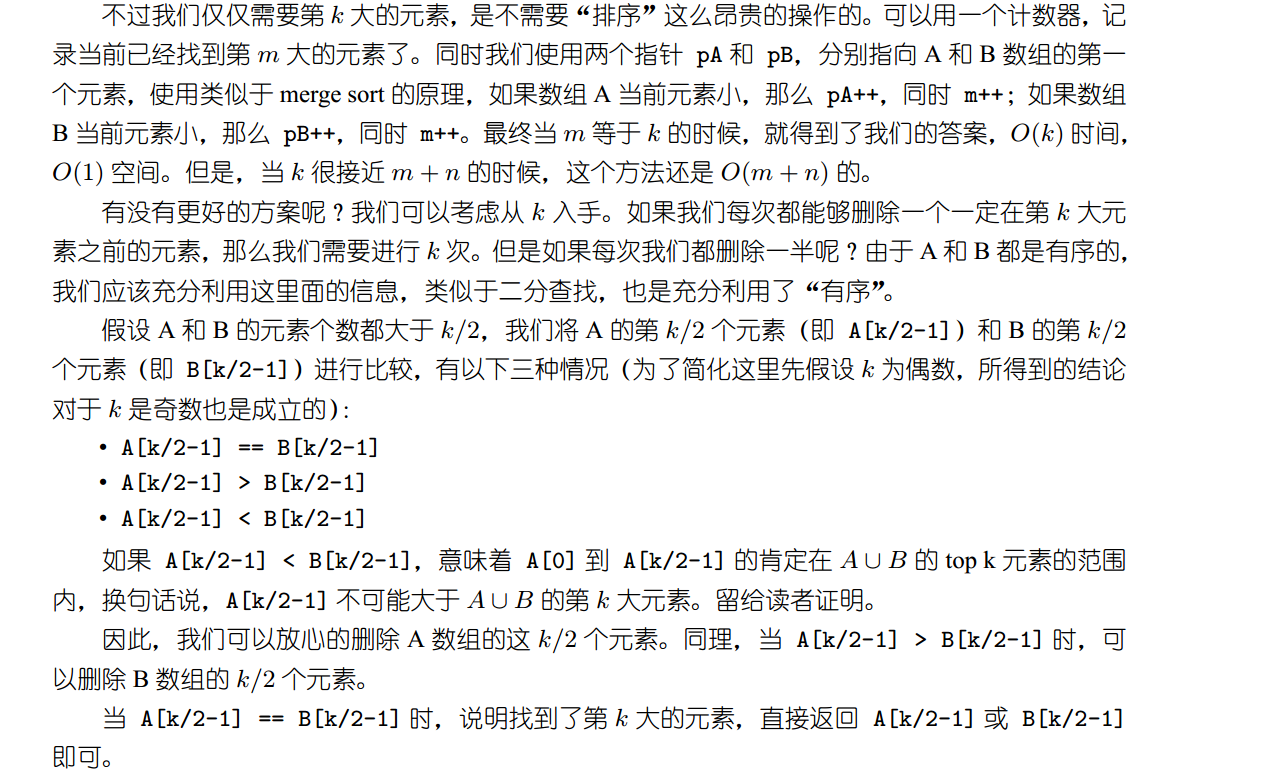 不过我们仅仅需要第 k 大的元素，是不需要“排序”这么昂贵的操作的。可以用一个计数器，记
录当前已经找到第 m 大的元素了。同时我们使用两个指针 pA 和 pB，分别指向 A 和 B 数组的第一
个元素，使用类似于 merge sort 的原理，如果数组 A 当前元素小，那么 pA++，同时 m++；如果数组
B 当前元素小，那么 pB++，同时 m++。最终当 m 等于 k 的时候，就得到了我们的答案，O(k) 时间，
O(1) 空间。但是，当 k 很接近 m + n 的时候，这个方法还是 O(m + n) 的。
有没有更好的方案呢？我们可以考虑从 k 入手。如果我们每次都能够删除一个一定在第 k 大元
素之前的元素，那么我们需要进行 k 次。但是如果每次我们都删除一半呢？由于 A 和 B 都是有序的，
我们应该充分利用这里面的信息，类似于二分查找，也是充分利用了“有序”。
假设 A 和 B 的元素个数都大于 k/2，我们将 A 的第 k/2 个元素（即 A[k/2-1]）和 B 的第 k/2
个元素（即 B[k/2-1]）进行比较，有以下三种情况（为了简化这里先假设 k 为偶数，所得到的结论
对于 k 是奇数也是成立的）：
• A[k/2-1] == B[k/2-1]
• A[k/2-1] > B[k/2-1]
• A[k/2-1] < B[k/2-1]
如果 A[k/2-1] < B[k/2-1]，意味着 A[0] 到 A[k/2-1] 的肯定在 A ∪ B 的 top k 元素的范围
内，换句话说，A[k/2-1] 不可能大于 A ∪ B 的第 k 大元素。留给读者证明。
因此，我们可以放心的删除 A 数组的这 k/2 个元素。同理，当 A[k/2-1] > B[k/2-1] 时，可
以删除 B 数组的 k/2 个元素。
当 A[k/2-1] == B[k/2-1] 时，说明找到了第 k 大的元素，直接返回 A[k/2-1] 或 B[k/2-1]
即可。